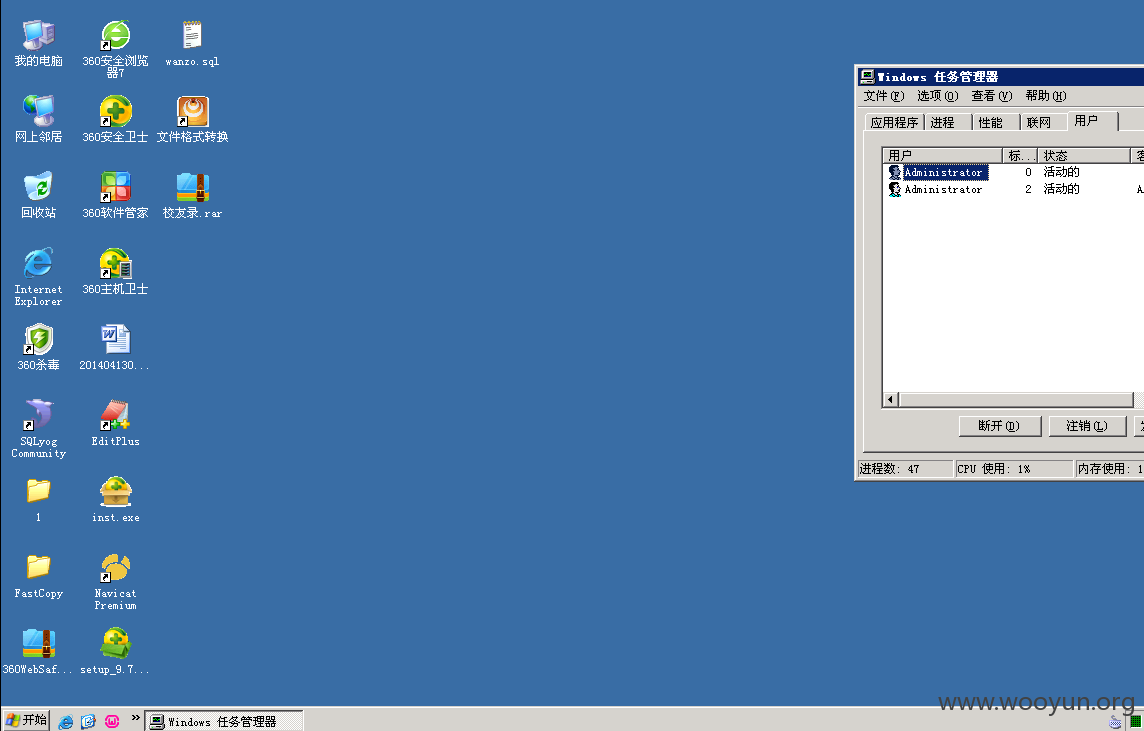 我的电脑
360安全浏览
器7
wanzo.sql
网上邻居
360安全卫士
文件格式转换
回收站
360软件管家
校友录.rar
Internet
Explorer
360主机卫士
360杀毒
201404130...
SQLyog
Community
EditPlus
1
inst.exe
FastCopy
Navicat
Premium
360WebSaf...
setup_9.7...
Windows 任务管理器
文件(F) 选项(O) 查看(V) 帮助(H)
应用程序 进程 性能 联网 用户
用户 标... 状态
Administrator 0 活动的
Administrator 2 活动的 A
断开(D) 注销(L)
进程数: 47 CPU 使用: 1% 内存使用: 1
www.wooyun.org
开始 » Windows 任务管理器